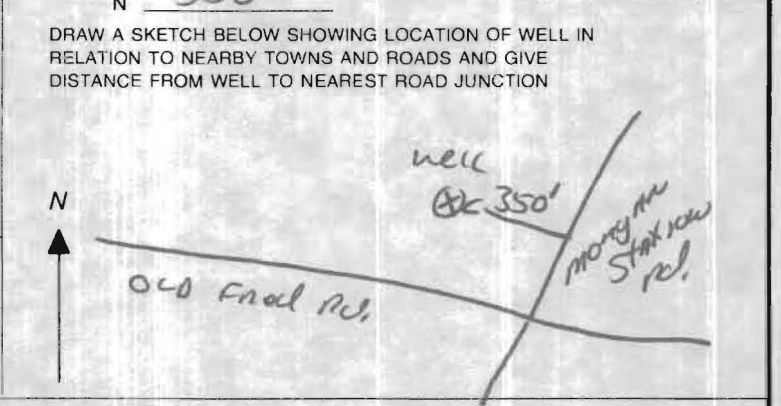 N
DRAW A SKETCH BELOW SHOWING LOCATION OF WELL IN
RELATION TO NEARBY TOWNS AND ROADS AND GIVE
DISTANCE FROM WELL TO NEAREST ROAD JUNCTION
well
350'
N
MORGAN
STATION
Rd.
OLD Fred Rd.